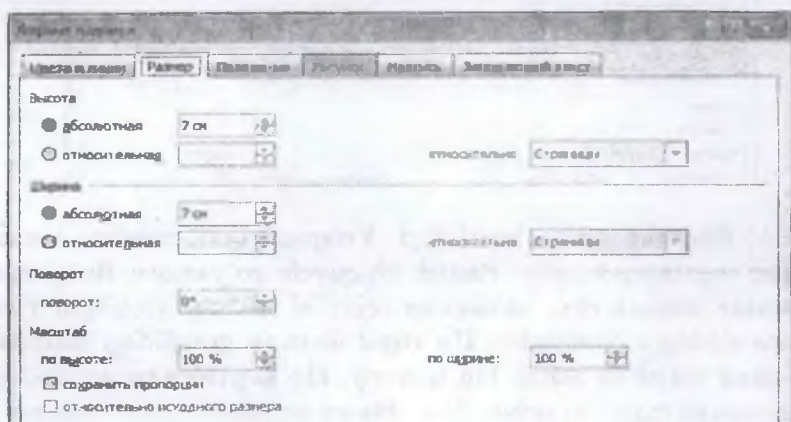 Размер
Высота
абсолютная 7 см
относительная относительно Страницы
Ширина
абсолютная 7 см
относительная относительно Страницы
Поворот
поворот: 0°
Масштаб
по высоте: 100 % по ширине: 100 %
сохранить пропорции
относительно исходного размера